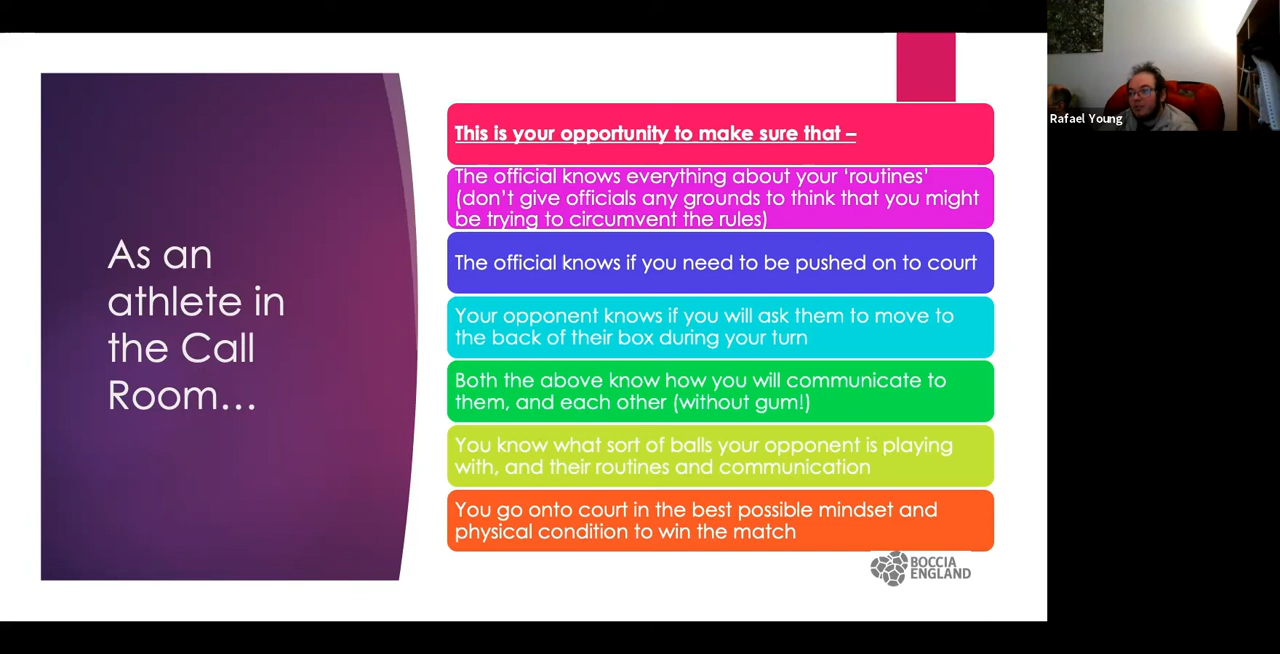 As an
athlete in
the Call
Room…
This is your opportunity to make sure that –
The official knows everything about your ‘routines’
(don’t give officials any grounds to think that you might
be trying to circumvent the rules)
The official knows if you need to be pushed on to court
Your opponent knows if you will ask them to move to
the back of their box during your turn
Both the above know how you will communicate to
them, and each other (without gum!)
You know what sort of balls your opponent is playing
with, and their routines and communication
You go onto court in the best possible mindset and
physical condition to win the match
BOCCIA
ENGLAND
Rafael Young